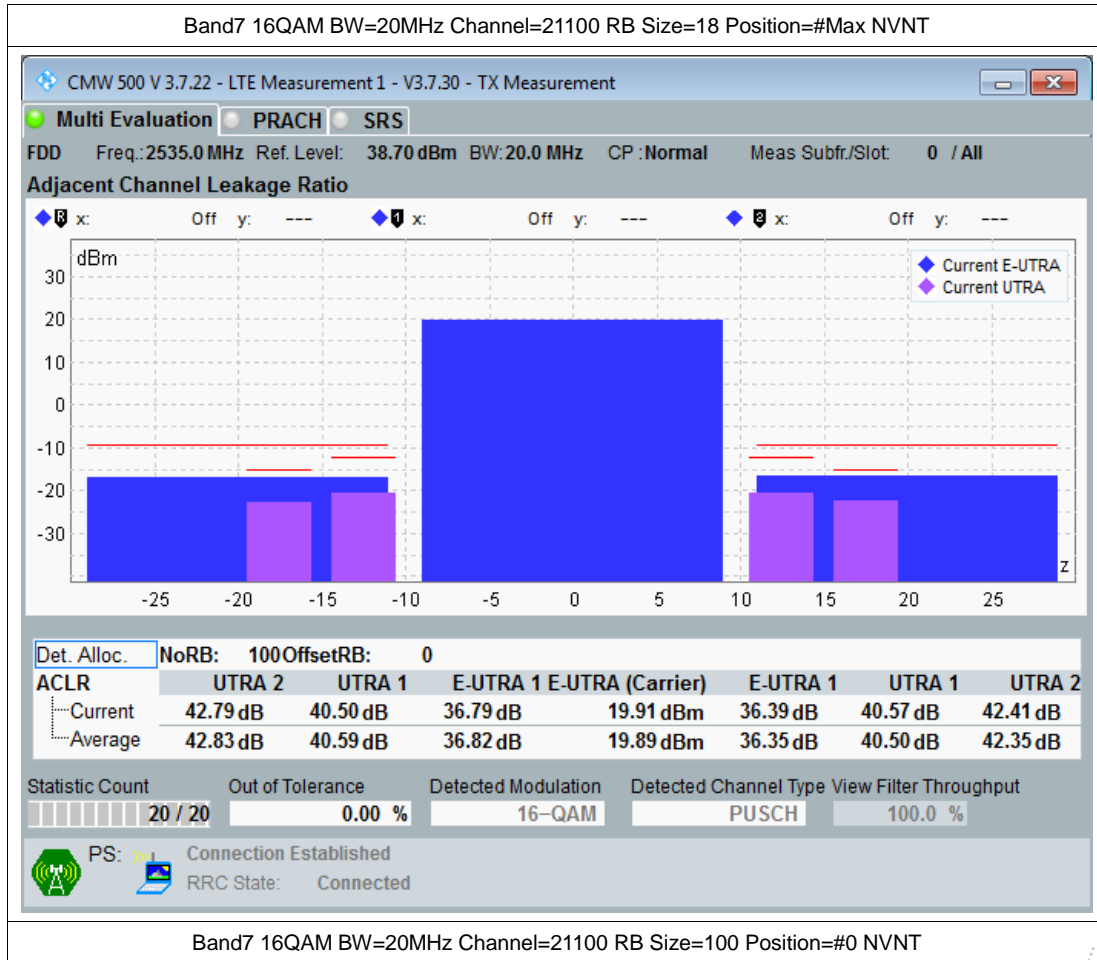 Band7 16QAM BW=20MHz Channel=21100 RB Size=18 Position=#Max NVNT
CMW 500 V 3.7.22 - LTE Measurement 1 - V3.7.30 - TX Measurement
Multi Evaluation PRACH SRS
FDD Freq.:2535.0 MHz Ref. Level: 38.70 dBm BW:20.0 MHz CP :Normal Meas Subfr./Slot: 0 / All
Adjacent Channel Leakage Ratio
R x: Off y: --- 1 x: Off y: --- 2 x: Off y: ---
dBm
Current E-UTRA
Current UTRA
30
20
10
0
-10
-20
-30
z
-25 -20 -15 -10 -5 0 5 10 15 20 25
Det. Alloc. NoRB: 100 OffsetRB: 0
ACLR UTRA 2 UTRA 1 E-UTRA 1 E-UTRA (Carrier) E-UTRA 1 UTRA 1 UTRA 2
Current 42.79 dB 40.50 dB 36.79 dB 19.91 dBm 36.39 dB 40.57 dB 42.41 dB
Average 42.83 dB 40.59 dB 36.82 dB 19.89 dBm 36.35 dB 40.50 dB 42.35 dB
Statistic Count Out of Tolerance Detected Modulation Detected Channel Type View Filter Throughput
20 / 20 0.00 % 16-QAM PUSCH 100.0 %
PS: Connection Established
RRC State: Connected
Band7 16QAM BW=20MHz Channel=21100 RB Size=100 Position=#0 NVNT